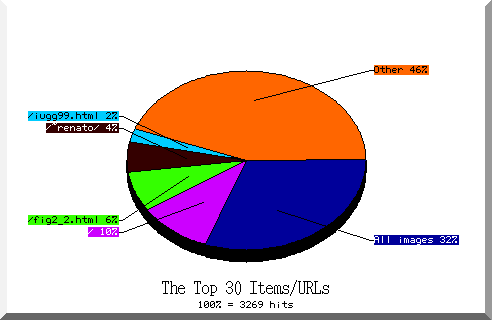 Other 46%
/iugg99.html 2%
/~renato/ 4%
/fig2_2.html 6%
/ 10%
All images 32%
The Top 30 Items/URLs
100% = 3269 hits